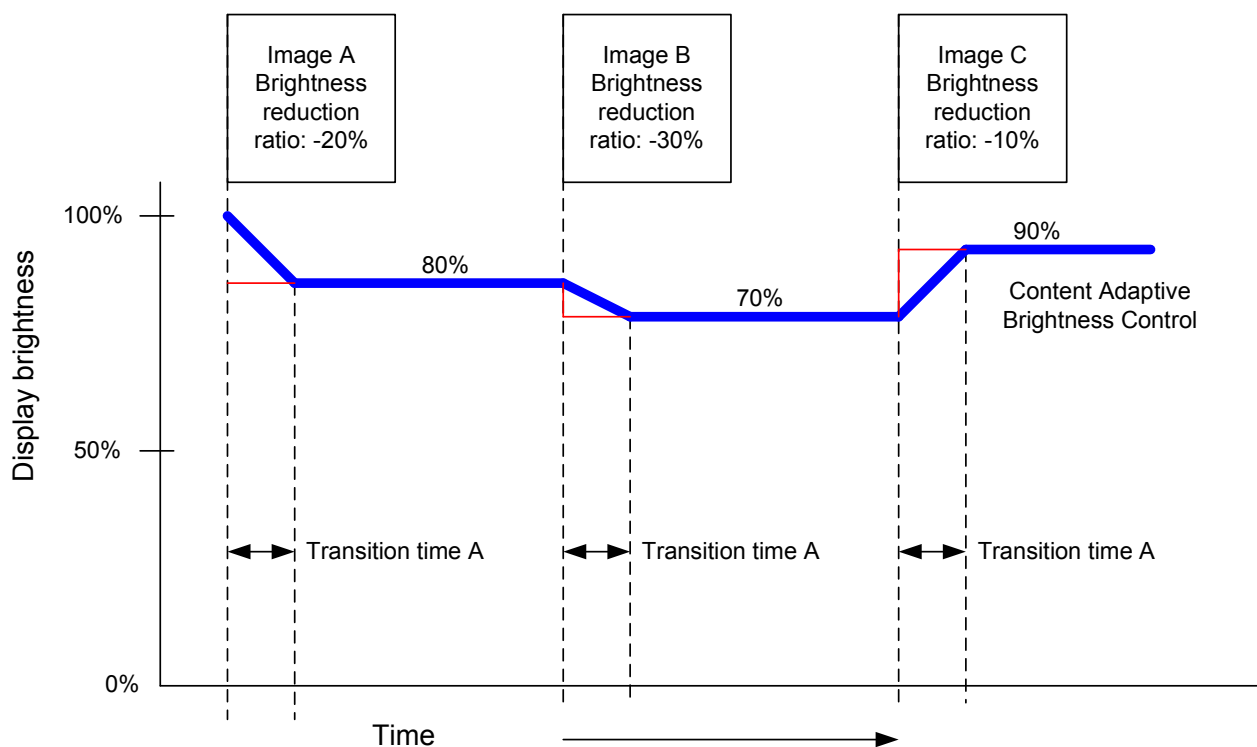 Image A
Brightness
reduction
ratio: -20%
Image B
Brightness
reduction
ratio: -30%
Image C
Brightness
reduction
ratio: -10%
Display brightness
100%
50%
0%
80%
70%
90%
Content Adaptive
Brightness Control
Transition time A
Transition time A
Transition time A
Time